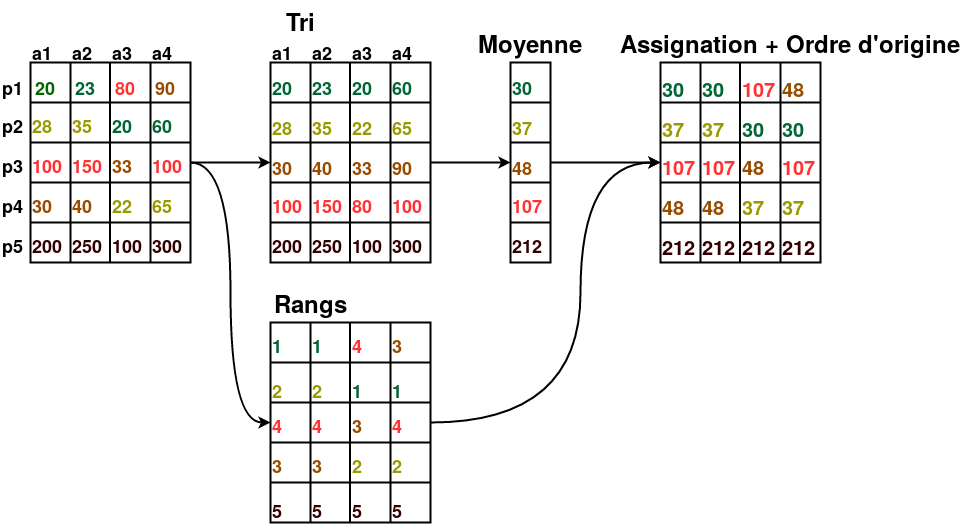 Tri
Moyenne
Assignation + Ordre d'origine
a1 a2 a3 a4
a1 a2 a3 a4
p1 20 23 80 90
p2 28 35 20 60
p3 100 150 33 100
p4 30 40 22 65
p5 200 250 100 300
20 23 20 60
28 35 22 65
30 40 33 90
100 150 80 100
200 250 100 300
30
37
48
107
212
30 30 107 48
37 37 30 30
107 107 48 107
48 48 37 37
212 212 212 212
Rangs
1 1 4 3
2 2 1 1
4 4 3 4
3 3 2 2
5 5 5 5